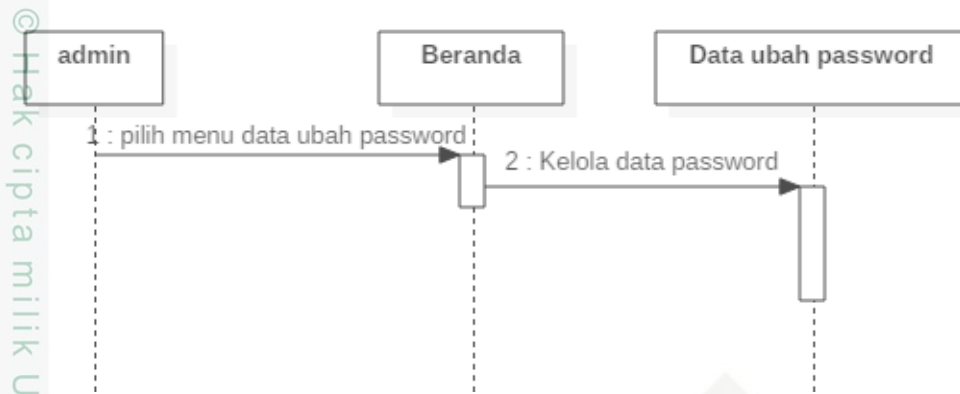 admin
Beranda
Data ubah password
1 : pilih menu data ubah password
2 : Kelola data password
© Hak cipta milik U